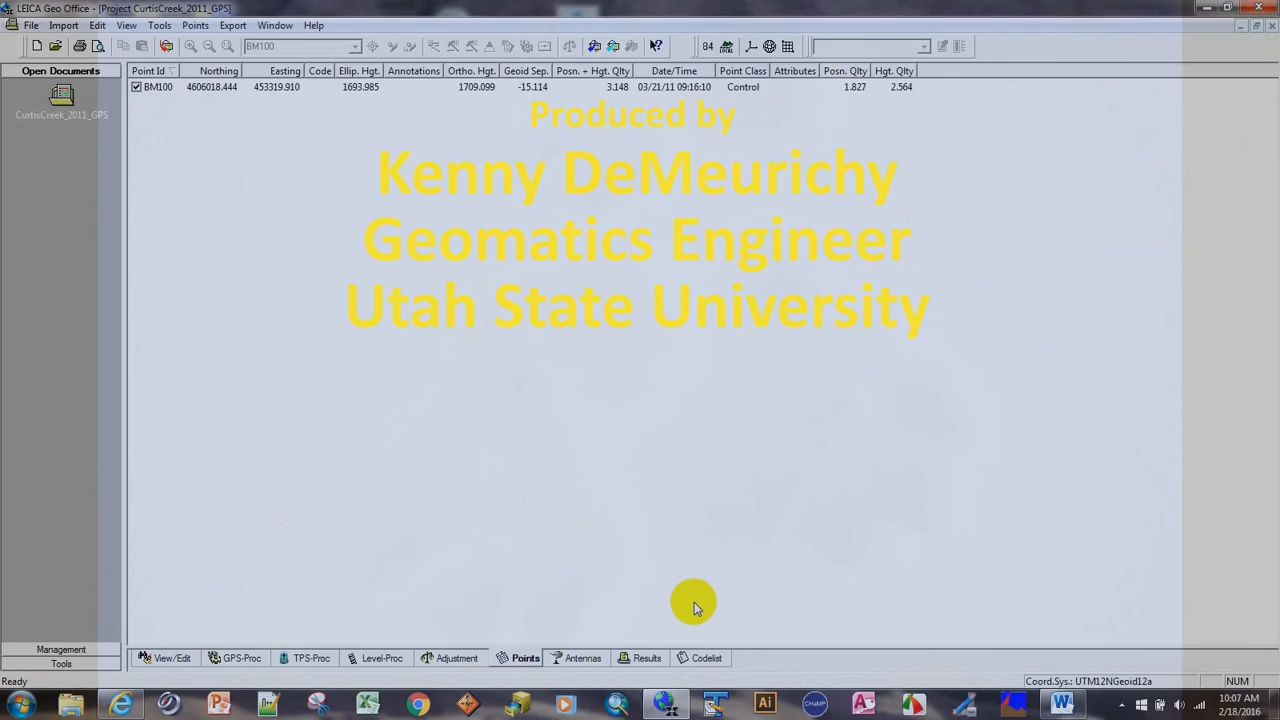 LEICA Geo Office - [Project CurtisCreek_2011_GPS]
File Import Edit View Tools Points Export Window Help
BM100 84
Open Documents Point Id Northing Easting Code Ellip. Hgt. Annotations Ortho. Hgt. Geoid Sep. Posn. + Hgt. Qlty Date/Time Point Class Attributes Posn. Qlty Hgt. Qlty
BM100 4606018.444 453319.910 1693.985 1709.099 -15.114 3.148 03/21/11 09:16:10 Control 1.827 2.564
CurtisCreek_2011_GPS
Produced by
Kenny DeMeurichy
Geomatics Engineer
Utah State University
Management
Tools
View/Edit GPS-Proc TPS-Proc Level-Proc Adjustment Points Antennas Results Codelist
Ready Coord.Sys.: UTM12NGeoid12a NUM
CHaMP 10:07 AM
2/18/2016